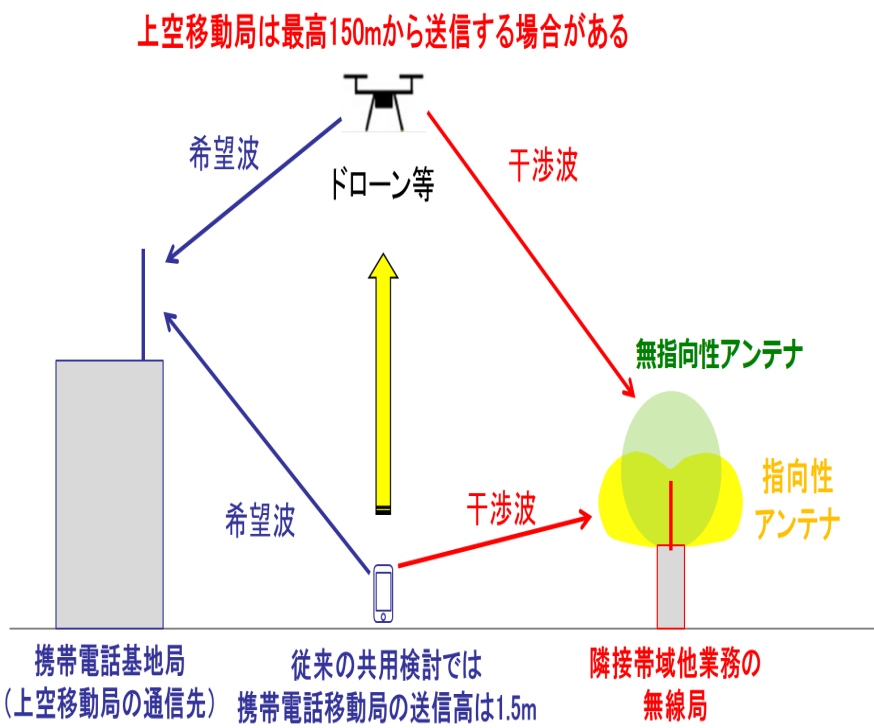 上空移動局は最高150mから送信する場合がある
希望波
干渉波
ドローン等
無指向性アンテナ
指向性
アンテナ
希望波
干渉波
携帯電話基地局
（上空移動局の通信先）
従来の共用検討では
携帯電話移動局の送信高は1.5m
隣接帯域他業務の
無線局